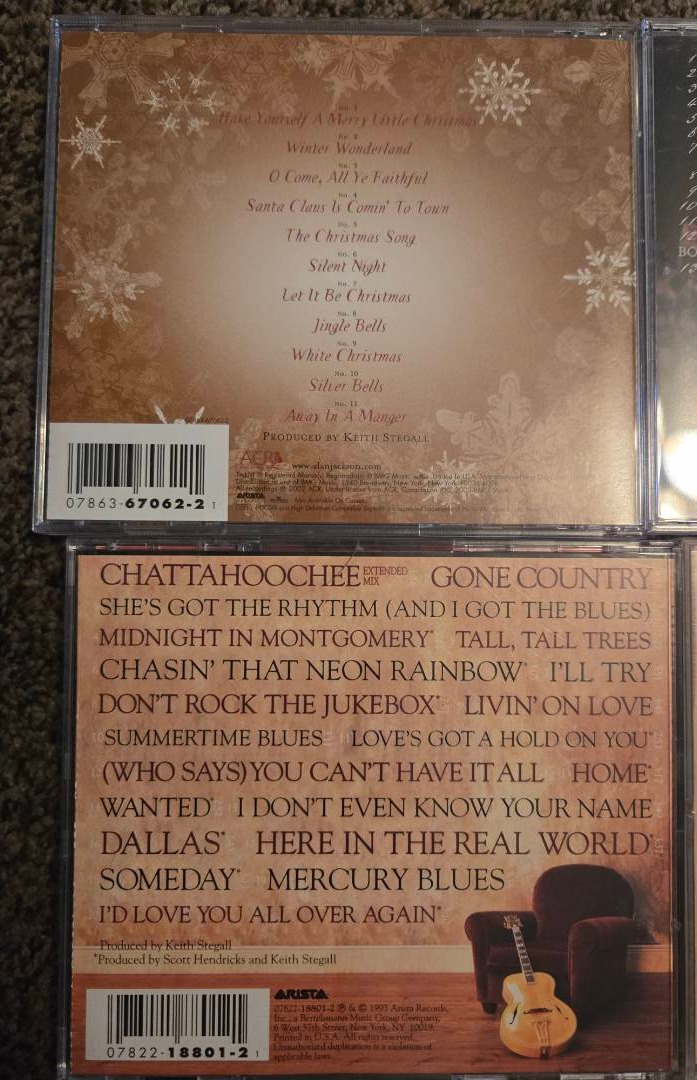 No. 1
Have Yourself A Merry Little Christmas
No. 2
Winter Wonderland
No. 3
O Come, All Ye Faithful
No. 4
Santa Claus Is Comin' To Town
No. 5
The Christmas Song
No. 6
Silent Night
No. 7
Let It Be Christmas
No. 8
Jingle Bells
No. 9
White Christmas
No. 10
Silver Bells
No. 11
Away In A Manger
PRODUCED BY KEITH STEGALL
ACR
www.alanjackson.com
ARISTA
07863-67062-2 1
CHATTAHOOCHEE EXTENDED MIX GONE COUNTRY
SHE'S GOT THE RHYTHM (AND I GOT THE BLUES)
MIDNIGHT IN MONTGOMERY* TALL, TALL TREES
CHASIN' THAT NEON RAINBOW* I'LL TRY
DON'T ROCK THE JUKEBOX* LIVIN' ON LOVE
SUMMERTIME BLUES LOVE'S GOT A HOLD ON YOU*
(WHO SAYS) YOU CAN'T HAVE IT ALL HOME*
WANTED* I DON'T EVEN KNOW YOUR NAME
DALLAS* HERE IN THE REAL WORLD*
SOMEDAY* MERCURY BLUES
I'D LOVE YOU ALL OVER AGAIN*
Produced by Keith Stegall
*Produced by Scott Hendricks and Keith Stegall
ARISTA
07822-18801-2 ℗ & © 1995 Arista Records,
Inc., a Bertelsmann Music Group Company,
6 West 57th Street, New York, NY 10019.
Printed in U.S.A. All rights reserved.
Unauthorized duplication is a violation of
applicable laws.
07822-18801-2 1